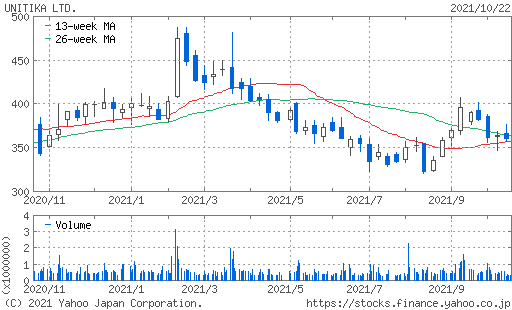 UNITIKA LTD. 2021/10/22
500
13-week MA
26-week MA
450
400
350
300
2020/11 2021/1 2021/3 2021/5 2021/7 2021/9
4
Volume
3
2
1
0
(x1000000)
2020/11 2021/1 2021/3 2021/5 2021/7 2021/9
(C) 2021 Yahoo Japan Corporation. https://stocks.finance.yahoo.co.jp